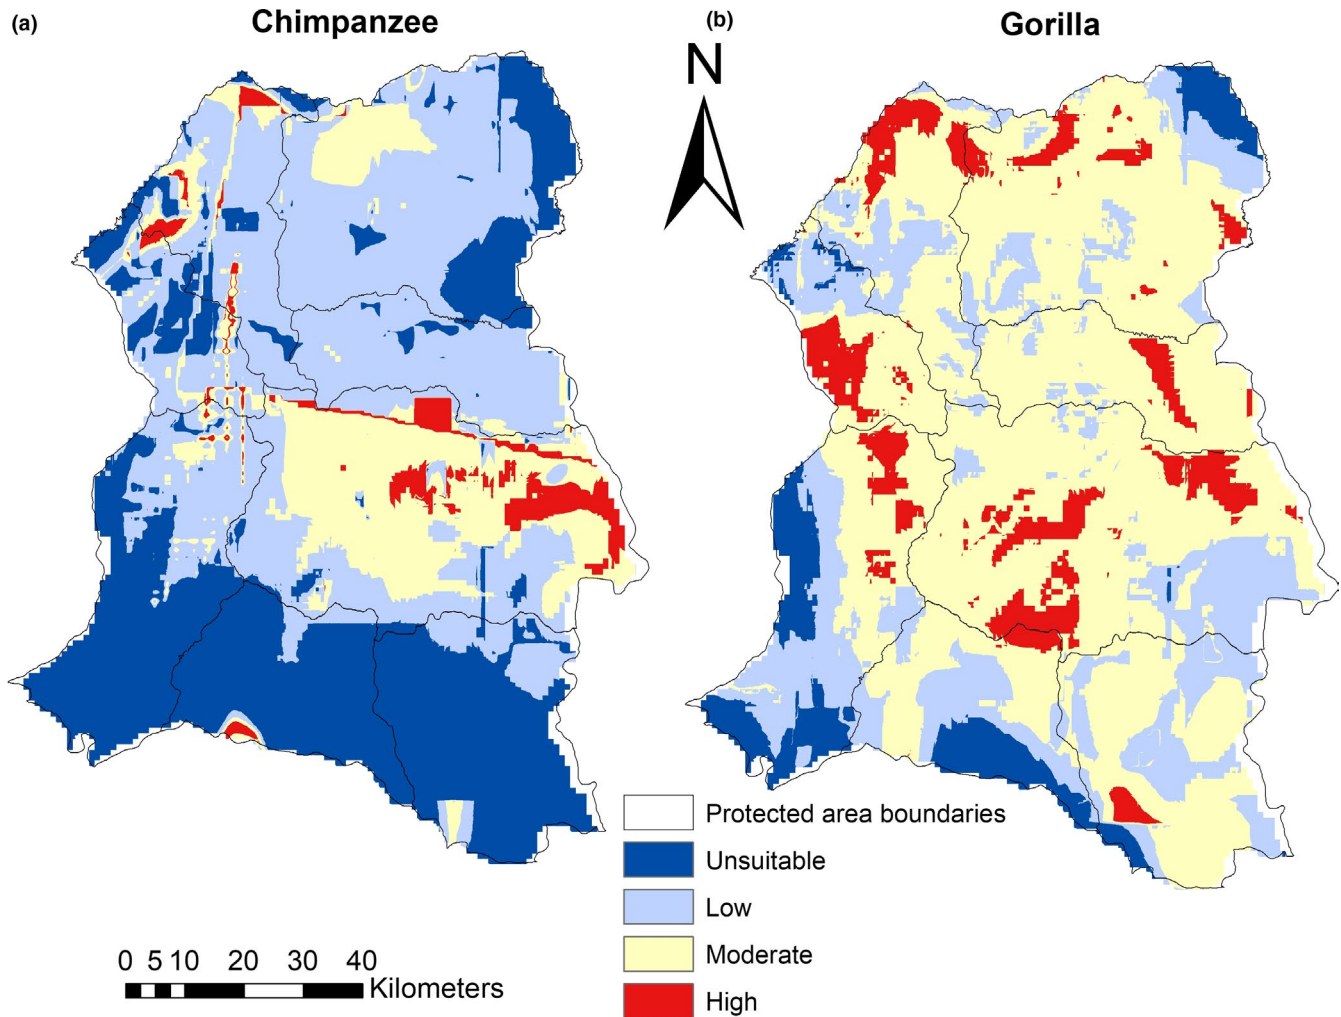 (a)
Chimpanzee
(b)
Gorilla
N
Protected area boundaries
Unsuitable
Low
Moderate
High
0 5 10 20 30 40
Kilometers